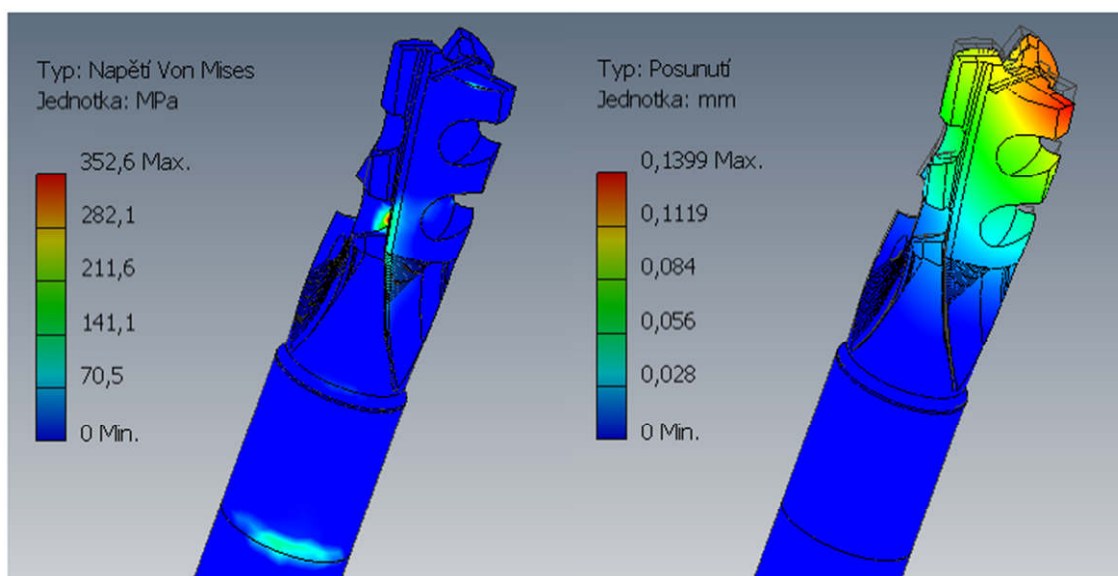 Typ: Napětí Von Mises
Jednotka: MPa
352,6 Max.
282,1
211,6
141,1
70,5
0 Min.
Typ: Posunutí
Jednotka: mm
0,1399 Max.
0,1119
0,084
0,056
0,028
0 Min.